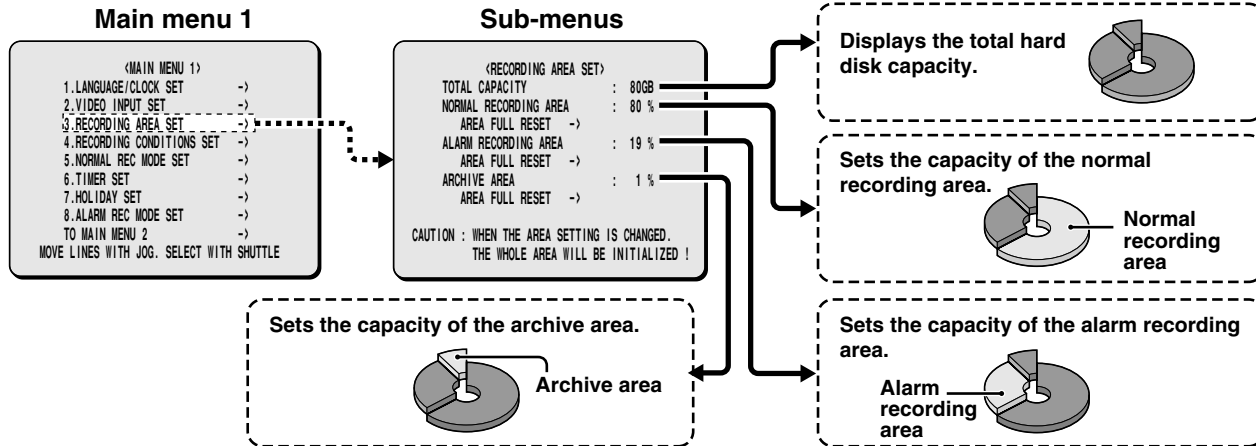 Main menu 1
<MAIN MENU 1>
1.LANGUAGE/CLOCK SET ->
2.VIDEO INPUT SET ->
3.RECORDING AREA SET ->
4.RECORDING CONDITIONS SET ->
5.NORMAL REC MODE SET ->
6.TIMER SET ->
7.HOLIDAY SET ->
8.ALARM REC MODE SET ->
TO MAIN MENU 2 ->
MOVE LINES WITH JOG. SELECT WITH SHUTTLE
Sub-menus
<RECORDING AREA SET>
TOTAL CAPACITY : 80GB
NORMAL RECORDING AREA : 80 %
AREA FULL RESET ->
ALARM RECORDING AREA : 19 %
AREA FULL RESET ->
ARCHIVE AREA : 1 %
AREA FULL RESET ->
CAUTION : WHEN THE AREA SETTING IS CHANGED.
THE WHOLE AREA WILL BE INITIALIZED !
Displays the total hard
disk capacity.
Sets the capacity of the normal
recording area.
Normal
recording
area
Sets the capacity of the archive area.
Archive area
Sets the capacity of the alarm recording
area.
Alarm
recording
area